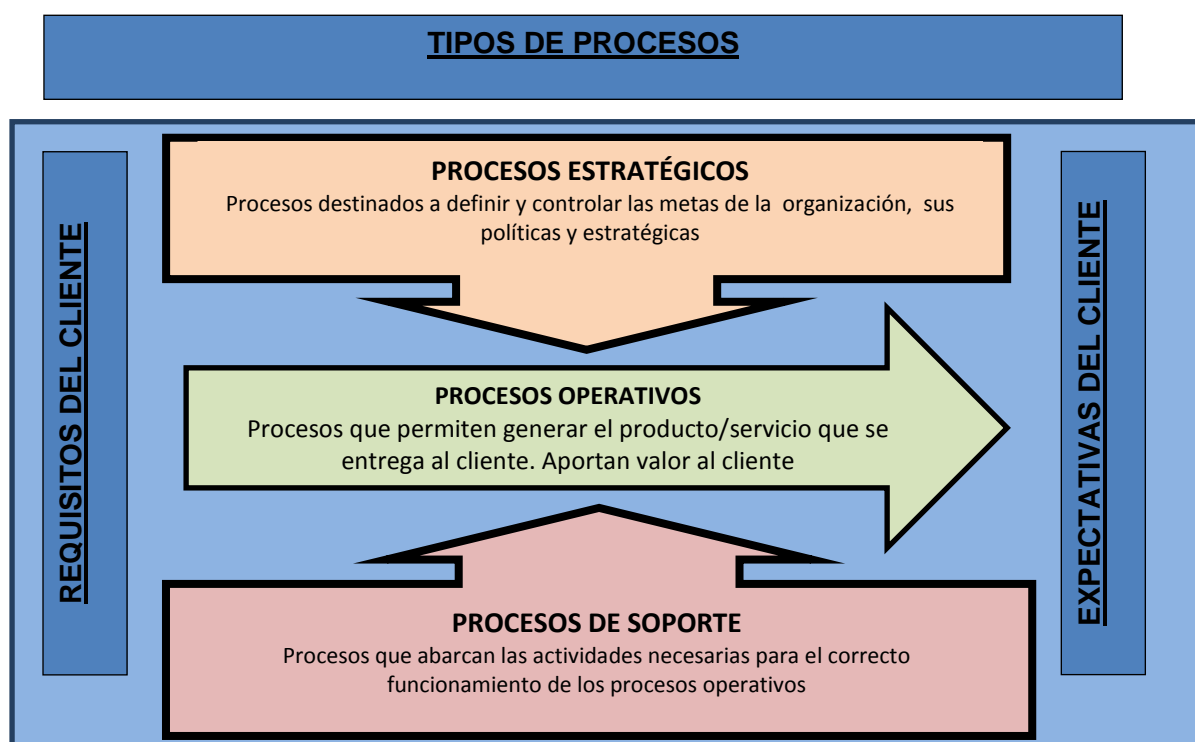 TIPOS DE PROCESOS
REQUISITOS DEL CLIENTE
PROCESOS ESTRATÉGICOS
Procesos destinados a definir y controlar las metas de la organización, sus
políticas y estratégicas
PROCESOS OPERATIVOS
Procesos que permiten generar el producto/servicio que se
entrega al cliente. Aportan valor al cliente
PROCESOS DE SOPORTE
Procesos que abarcan las actividades necesarias para el correcto
funcionamiento de los procesos operativos
EXPECTATIVAS DEL CLIENTE